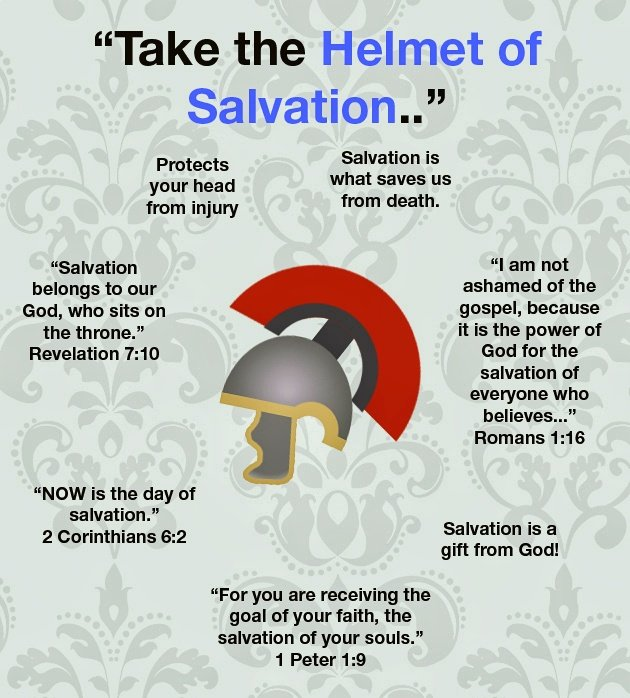 “Take the Helmet of
Salvation..”
Protects
your head
from injury
Salvation is
what saves us
from death.
“Salvation
belongs to our
God, who sits on
the throne.”
Revelation 7:10
“I am not
ashamed of the
gospel, because
it is the power of
God for the
salvation of
everyone who
believes...”
Romans 1:16
“NOW is the day of
salvation.”
2 Corinthians 6:2
Salvation is a
gift from God!
“For you are receiving the
goal of your faith, the
salvation of your souls.”
1 Peter 1:9